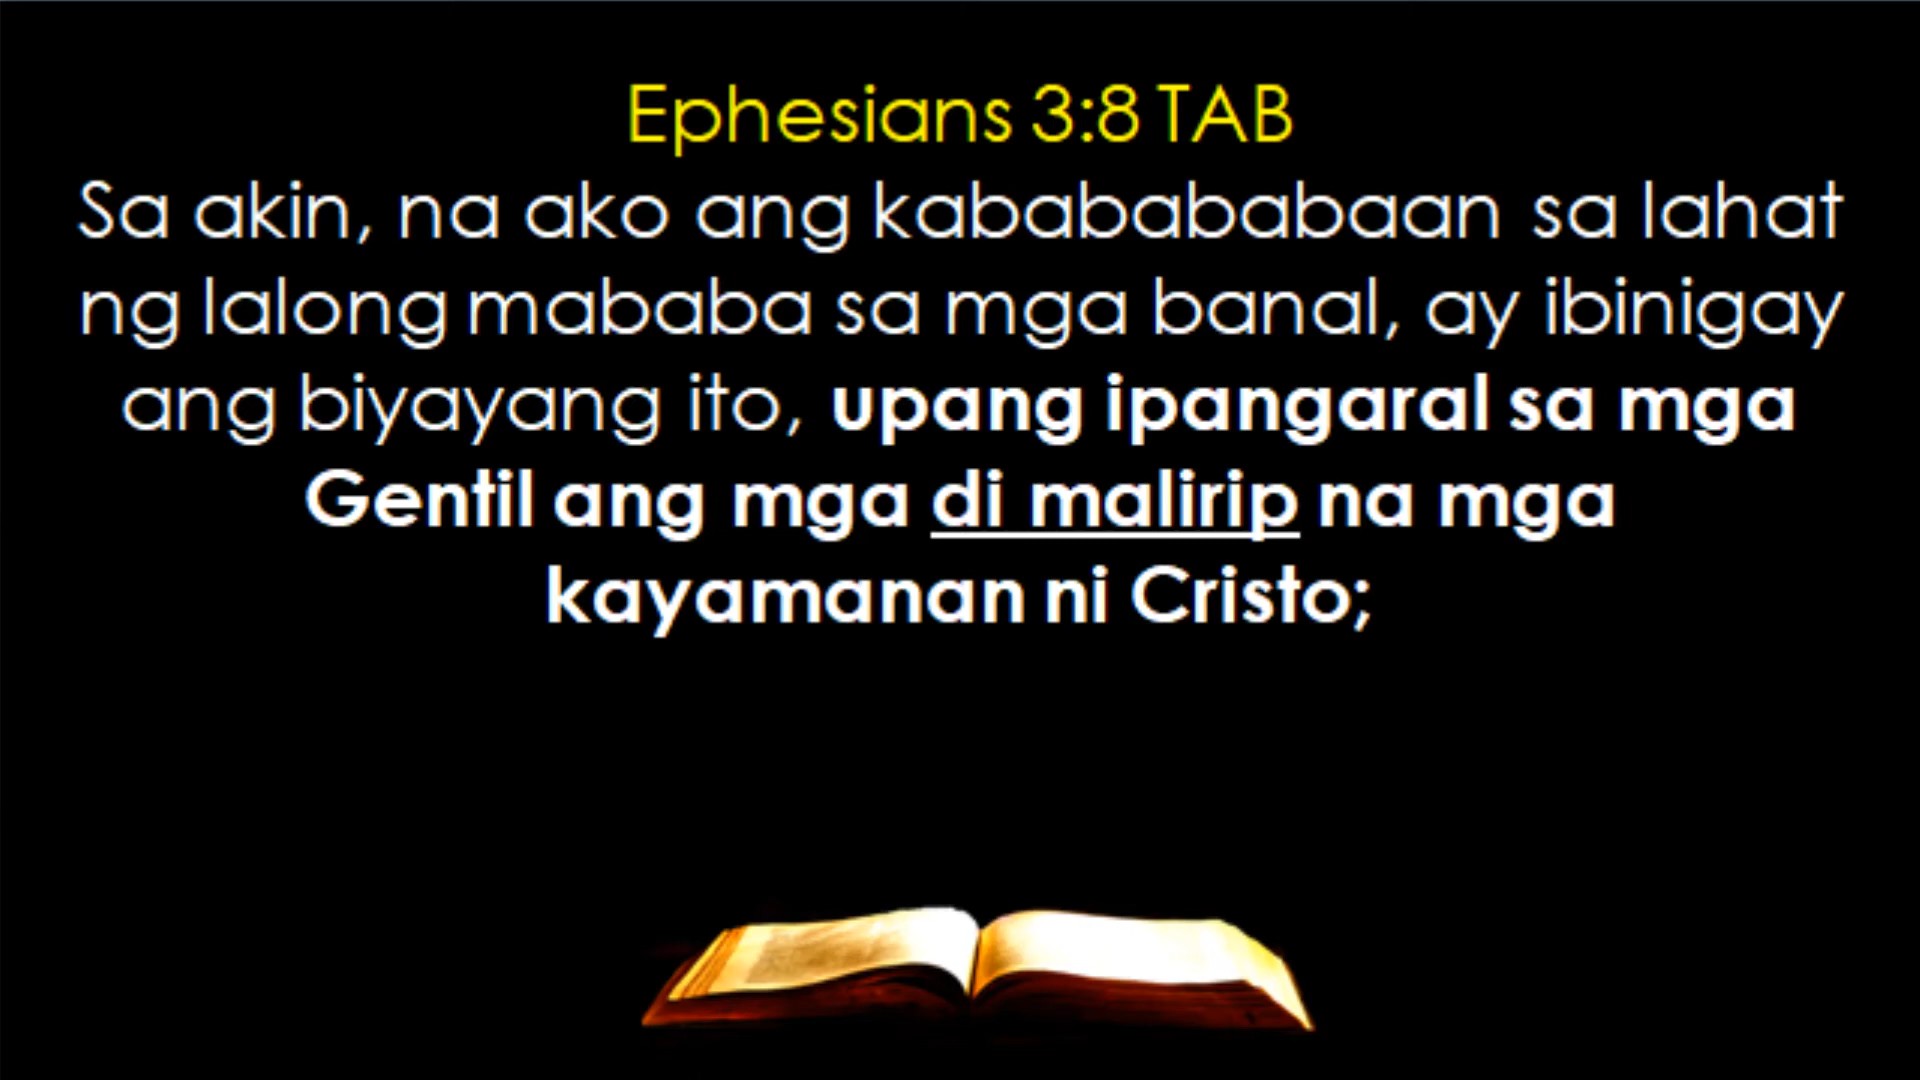 Ephesians 3:8 TAB
Sa akin, na ako ang kababababaan sa lahat
ng lalong mababa sa mga banal, ay ibinigay
ang biyayang ito, upang ipangaral sa mga
Gentil ang mga di malirip na mga
kayamanan ni Cristo;